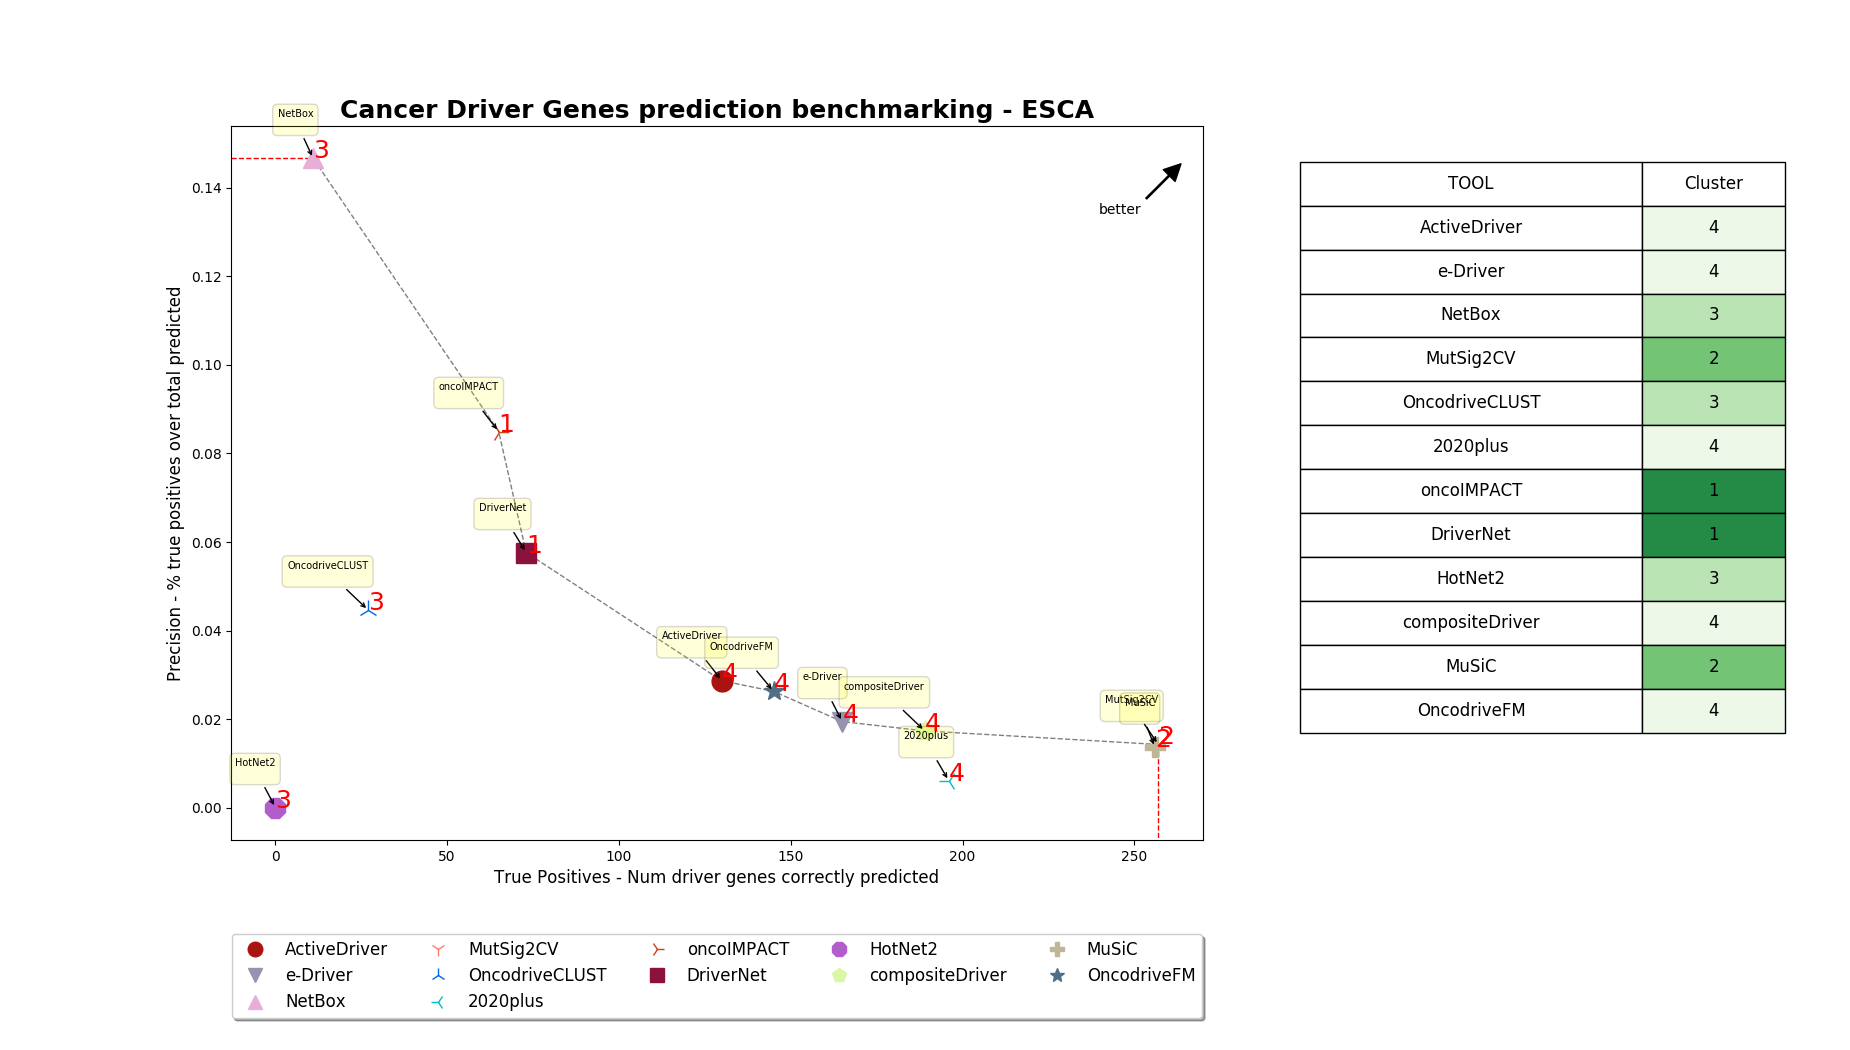 Cancer Driver Genes prediction benchmarking - ESCA
NetBox
3
better
0.14
0.12
0.10
0.08
0.06
0.04
0.02
0.00
Precision - % true positives over total predicted
oncoIMPACT
1
DriverNet
1
OncodriveCLUST
3
ActiveDriver
4
OncodriveFM
4
e-Driver
4
compositeDriver
4
2020plus
4
MutSig2CV
MuSiC
2
2
HotNet2
3
0
50
100
150
200
250
True Positives - Num driver genes correctly predicted
ActiveDriver
e-Driver
NetBox
MutSig2CV
OncodriveCLUST
2020plus
oncoIMPACT
DriverNet
HotNet2
compositeDriver
MuSiC
OncodriveFM
TOOL Cluster
ActiveDriver 4
e-Driver 4
NetBox 3
MutSig2CV 2
OncodriveCLUST 3
2020plus 4
oncoIMPACT 1
DriverNet 1
HotNet2 3
compositeDriver 4
MuSiC 2
OncodriveFM 4